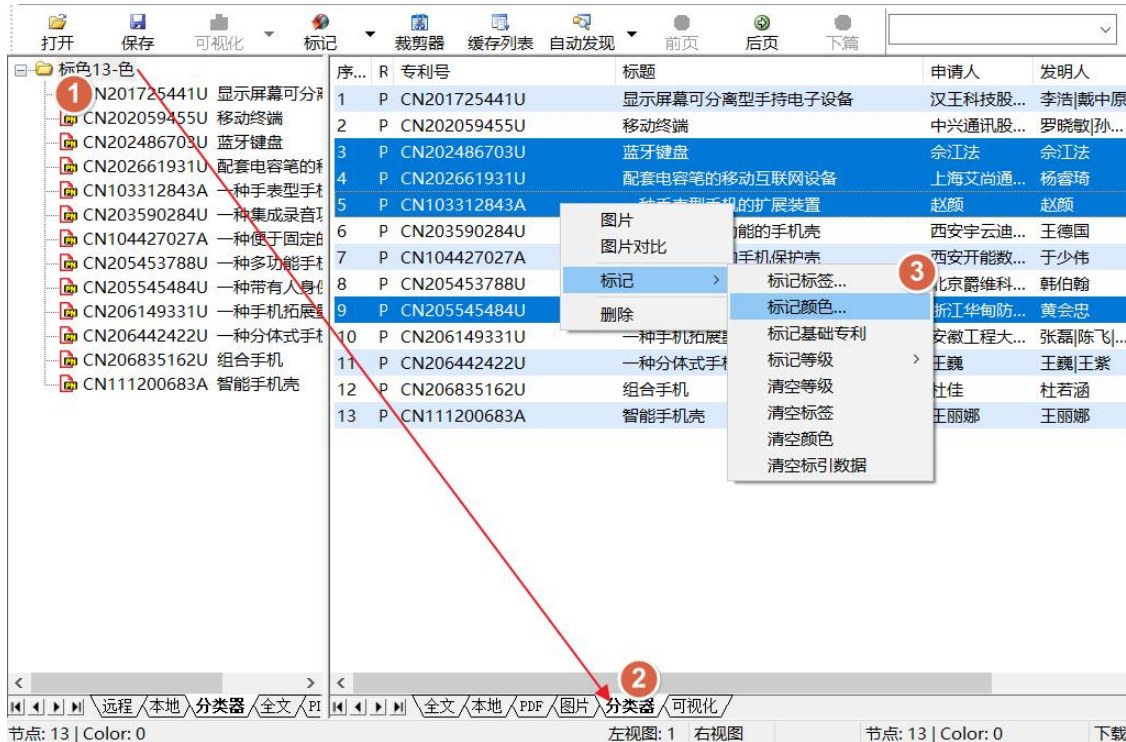 打开 保存 可视化 标记 裁剪器 缓存列表 自动发现 前页 后页 下篇
标色13-色
1
N201725441U 显示屏幕可分离
CN202059455U 移动终端
CN202486703U 蓝牙键盘
CN202661931U 配套电容笔的移
CN103312843A 一种手表型手机
CN203590284U 一种集成录音功
CN104427027A 一种便于固定的
CN205453788U 一种多功能手机
CN205545484U 一种带有人身保
CN206149331U 一种手机拓展显
CN206442422U 一种分体式手机
CN206835162U 组合手机
CN111200683A 智能手机壳
序... R 专利号 标题 申请人 发明人
1 P CN201725441U 显示屏幕可分离型手持电子设备 汉王科技股... 李浩|戴中原
2 P CN202059455U 移动终端 中兴通讯股... 罗晓敏|孙...
3 P CN202486703U 蓝牙键盘 佘江法 佘江法
4 P CN202661931U 配套电容笔的移动互联网设备 上海艾尚通... 杨睿琦
5 P CN103312843A 一种手表型手机的扩展装置 赵颜 赵颜
6 P CN203590284U 功能的手机壳 西安宇云迪... 王德国
7 P CN104427027A 的手机保护壳 西安开能数... 于少伟
8 P CN205453788U 北京爵维科... 韩伯翰
9 P CN205545484U 浙江华甸防... 黄会忠
10 P CN206149331U 一种手机拓展显 安徽工程大... 张磊|陈飞|...
11 P CN206442422U 一种分体式手机 王巍 王巍|王紫
12 P CN206835162U 组合手机 杜佳 杜若涵
13 P CN111200683A 智能手机壳 王丽娜 王丽娜
图片
图片对比
标记
删除
3
标记标签...
标记颜色...
标记基础专利
标记等级
清空等级
清空标签
清空颜色
清空标引数据
2
远程 本地 分类器 全文 PI
全文 本地 PDF 图片 分类器 可视化
节点: 13 | Color: 0 左视图: 1 右视图 节点: 13 | Color: 0 下载